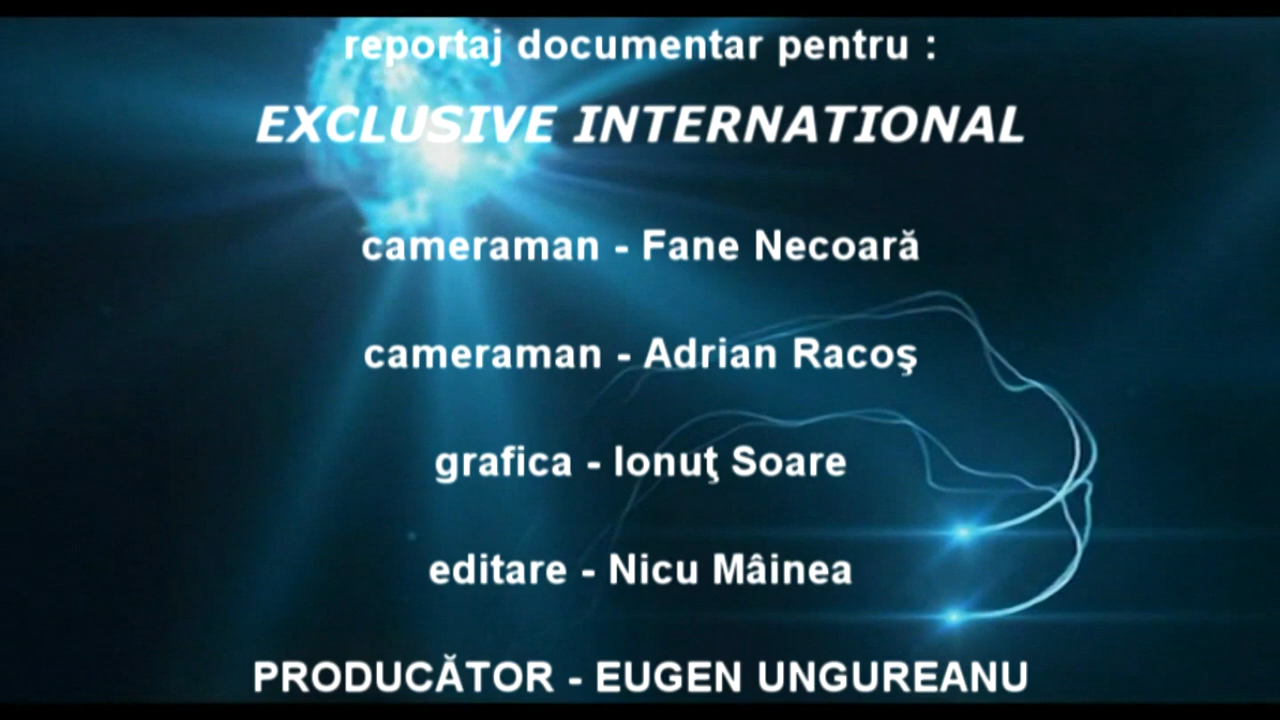 reportaj documentar pentru :
EXCLUSIVE INTERNATIONAL
cameraman - Fane Necoară
cameraman - Adrian Racoş
grafica - Ionuţ Soare
editare - Nicu Mâinea
PRODUCĂTOR - EUGEN UNGUREANU